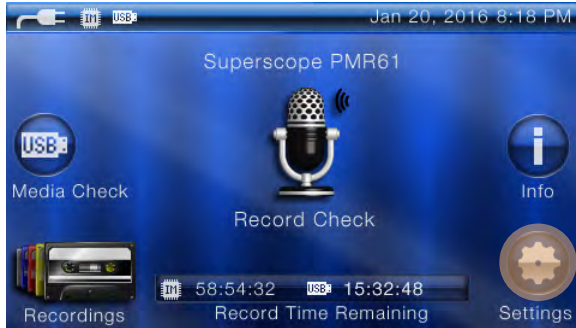 IM USB Jan 20, 2016 8:18 PM
Superscope PMR61
USB
Media Check
Info
Record Check
IM 58:54:32 USB 15:32:48
Recordings
Record Time Remaining
Settings